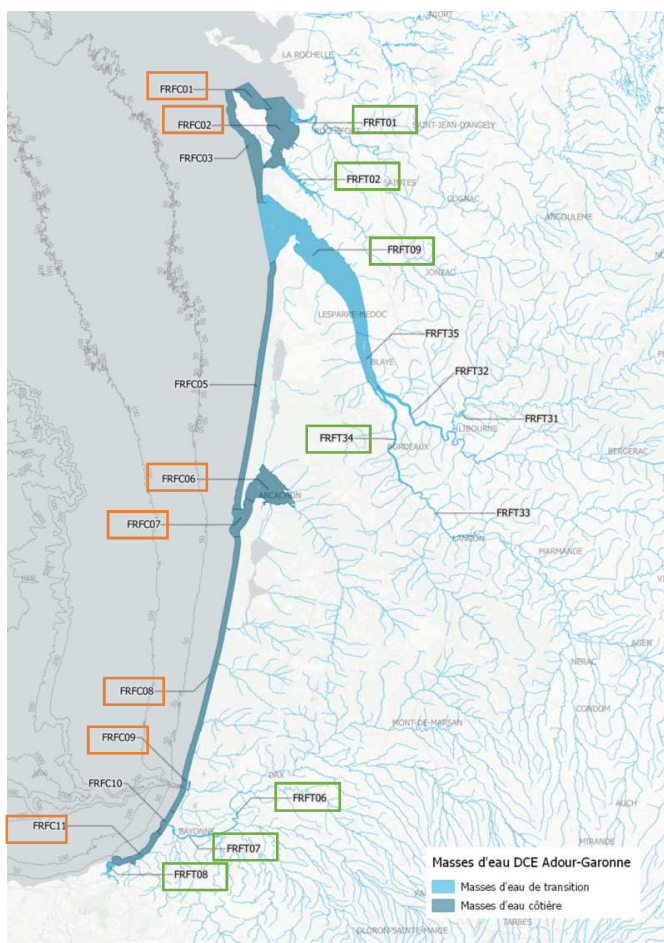 NIORT
LA ROCHELLE
FRFC01
FRFC02
FRFT01
ROCHEFORT
SAINT-JEAN-D'ANGELY
FRFC03
FRFT02
SAINTES
COGNAC
ANGOULEME
FRFT09
JONZAC
LESPARRE-MEDOC
FRFT35
BLAYE
FRFT32
FRFC05
FRFT31
LIBOURNE
FRFT34
BORDEAUX
BERGERAC
FRFC06
ARCACHON
FRFC07
FRFT33
LANGON
MARMANDE
AGEN
NERAC
FRFC08
CONDOM
MONT-DE-MARSAN
FRFC09
DAX
FRFC10
FRFT06
AUCH
FRFC11
BAYONNE
MIRANDE
FRFT07
FRFT08
Masses d'eau DCE Adour-Garonne
Masses d'eau de transition
Masses d'eau côtière
TARBES
OLORON-SAINTE-MARIE